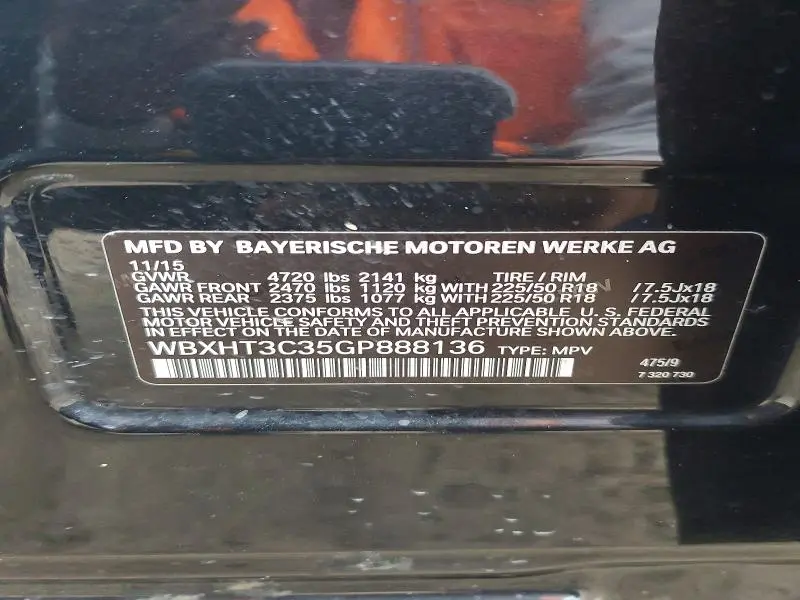 MFD BY BAYERISCHE MOTOREN WERKE AG
11/15
GVWR 4720 lbs 2141 kg TIRE / RIM
GAWR FRONT 2470 lbs 1120 kg WITH 225/50 R18 /7.5Jx18
GAWR REAR 2375 lbs 1077 kg WITH 225/50 R18 /7.5Jx18
THIS VEHICLE CONFORMS TO ALL APPLICABLE U. S. FEDERAL
MOTOR VEHICLE SAFETY AND THEFT PREVENTION STANDARDS
IN EFFECT ON THE DATE OF MANUFACTURE SHOWN ABOVE.
WBXHT3C35GP888136 TYPE: MPV
475/9
7 320 730